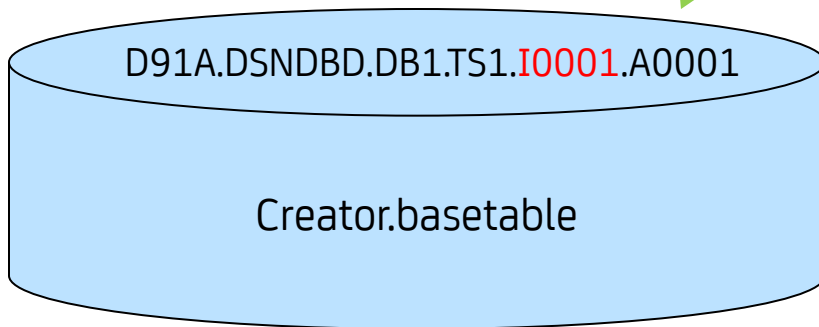 D91A.DSNDBD.DB1.TS1.I0001.A0001
Creator.basetable